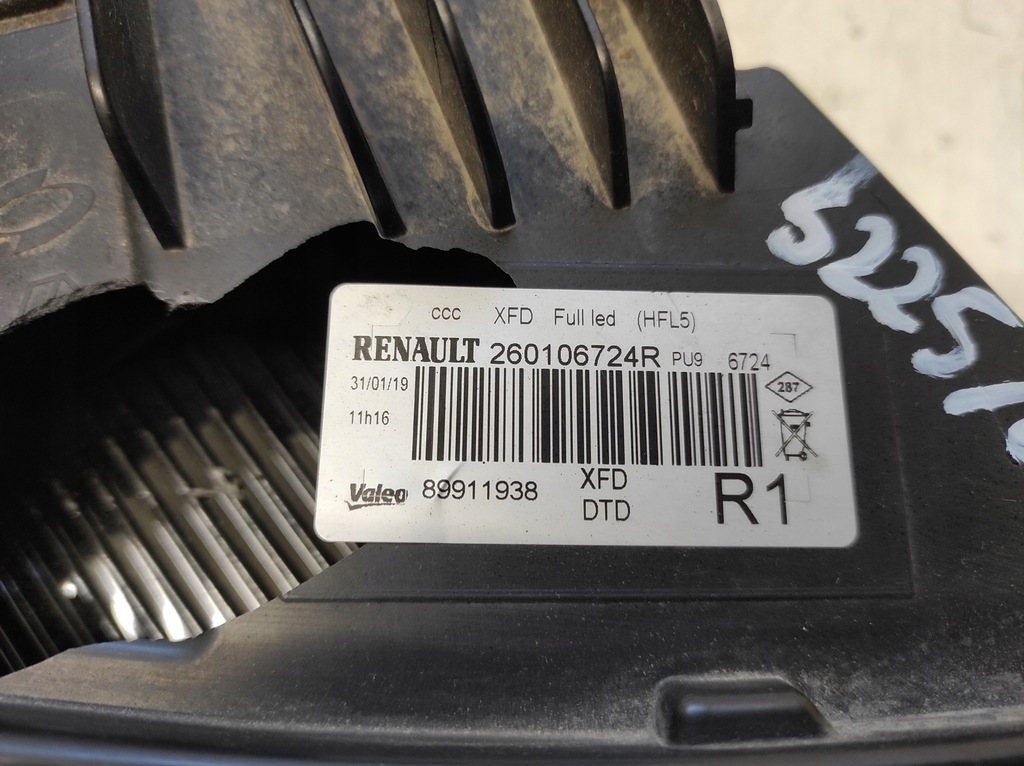 ccc XFD Full led (HFL5)
RENAULT 260106724R PU9 6724
31/01/19
287
11h16
Valeo 89911938
XFD
DTD
R1
5225